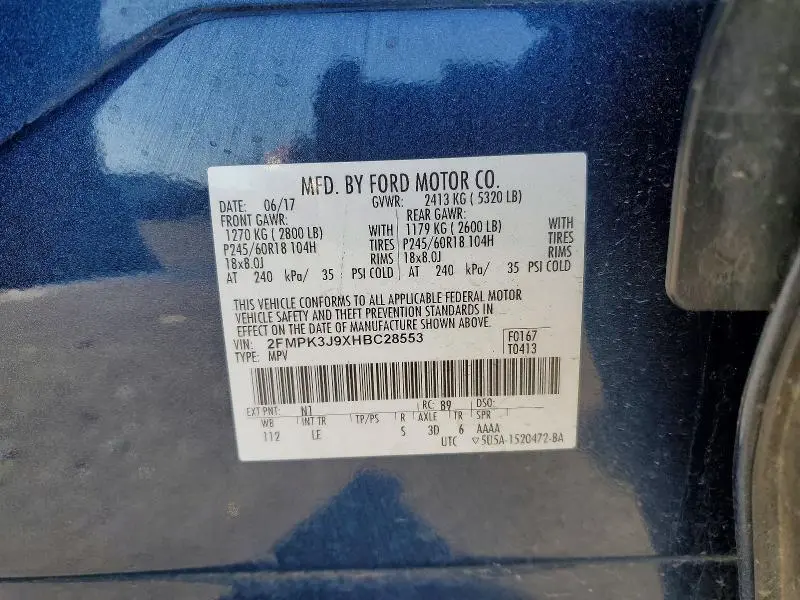 MFD. BY FORD MOTOR CO.
DATE: 06/17 GVWR: 2413 KG ( 5320 LB)
FRONT GAWR: REAR GAWR:
1270 KG ( 2800 LB) WITH 1179 KG ( 2600 LB) WITH
P245/60R18 104H TIRES P245/60R18 104H TIRES
18x8.0J RIMS 18x8.0J RIMS
AT 240 kPa/ 35 PSI COLD AT 240 kPa/ 35 PSI COLD
THIS VEHICLE CONFORMS TO ALL APPLICABLE FEDERAL MOTOR
VEHICLE SAFETY AND THEFT PREVENTION STANDARDS IN
EFFECT ON THE DATE OF MANUFACTURE SHOWN ABOVE.
VIN: 2FMPK3J9XHBC28553 F0167
TYPE: MPV T0413
EXT PNT: N1 RC: 89 DSO:
WB INT TR TP/PS R AXLE TR SPR
112 LE S 3D 6 AAAA
UTC ▽5U5A-1520472-BA